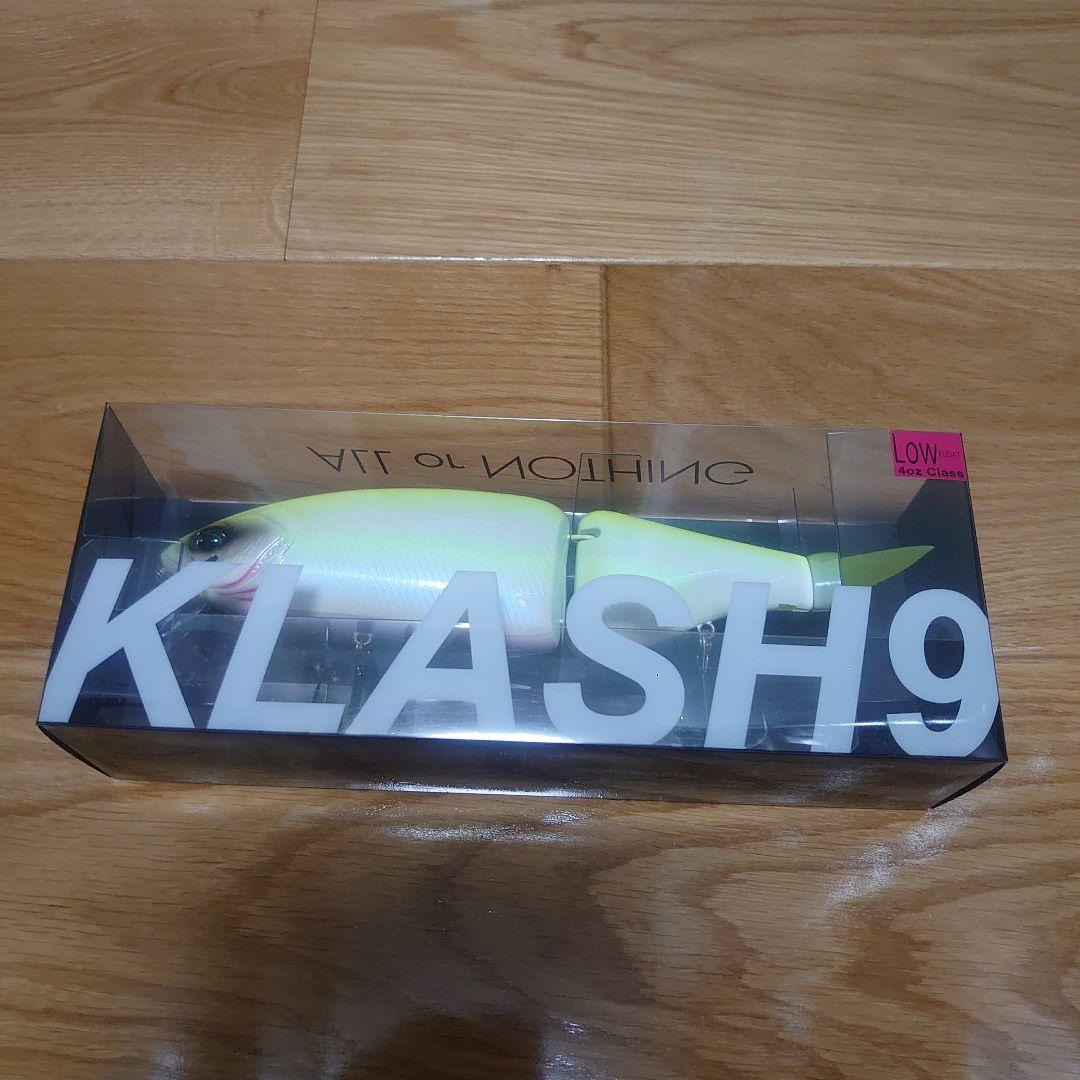 ALL or NOTHING
LOW FLOAT
4oz Class
KLASH9